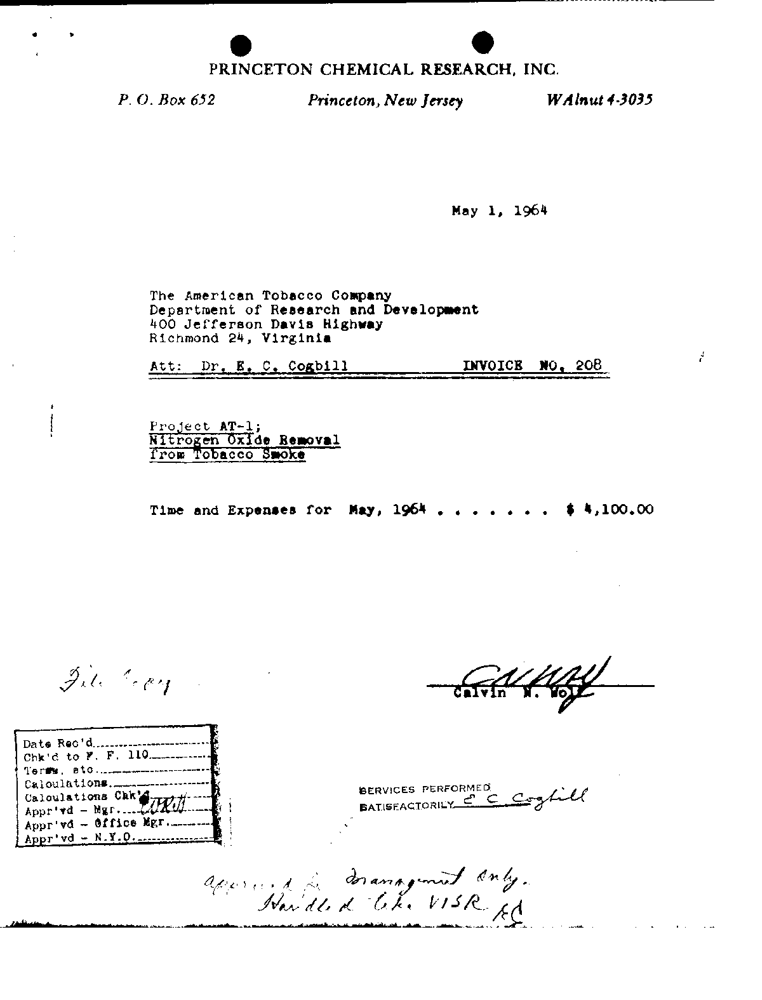 PRINCETON CHEMICAL RESEARCH, INC.
P. O. Box 652 Princeton, New Jersey WAlnut 4-3035
May 1, 1964
The American Tobacco Company
Department of Research and Development
400 Jefferson Davis Highway
Richmond 24, Virginia
Att: Dr. E. C. Cogbill INVOICE NO. 208
Project AT-1;
Nitrogen Oxide Removal
from Tobacco Smoke
Time and Expenses for May, 1964 . . . . . . . $ 4,100.00
File Copy
Calvin N. Wolf
Date Rec'd
Chk'd to F. F. 110
Terms, etc.
Calculations
Calculations Chk'd
Appr'vd - Mgr.
Appr'vd - Office Mgr.
Appr'vd - N.Y.O.
SERVICES PERFORMED
SATISFACTORILY E C Cogbill
Management only.
Handled like VISR